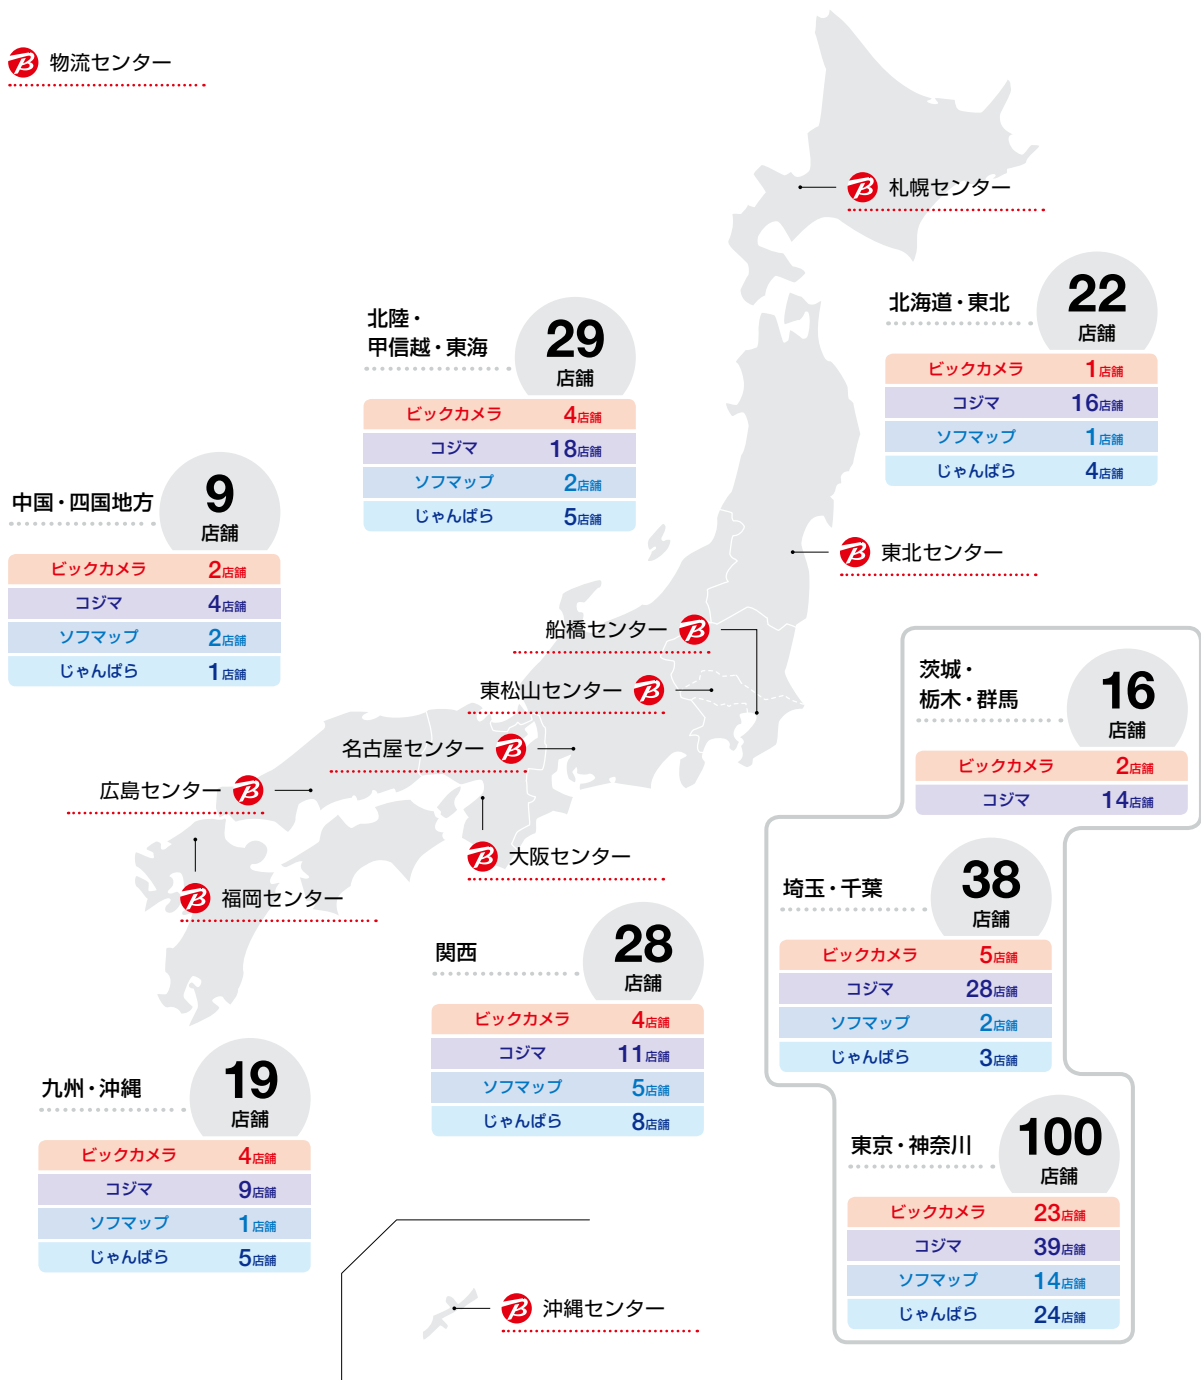 物流センター
札幌センター
北海道・東北
22
店舗
ビックカメラ 1店舗
コジマ 16店舗
ソフマップ 1店舗
じゃんぱら 4店舗
北陸・
甲信越・東海
29
店舗
ビックカメラ 4店舗
コジマ 18店舗
ソフマップ 2店舗
じゃんぱら 5店舗
中国・四国地方
9
店舗
ビックカメラ 2店舗
コジマ 4店舗
ソフマップ 2店舗
じゃんぱら 1店舗
東北センター
船橋センター
東松山センター
名古屋センター
広島センター
大阪センター
福岡センター
茨城・
栃木・群馬
16
店舗
ビックカメラ 2店舗
コジマ 14店舗
埼玉・千葉
38
店舗
ビックカメラ 5店舗
コジマ 28店舗
ソフマップ 2店舗
じゃんぱら 3店舗
関西
28
店舗
ビックカメラ 4店舗
コジマ 11店舗
ソフマップ 5店舗
じゃんぱら 8店舗
九州・沖縄
19
店舗
ビックカメラ 4店舗
コジマ 9店舗
ソフマップ 1店舗
じゃんぱら 5店舗
東京・神奈川
100
店舗
ビックカメラ 23店舗
コジマ 39店舗
ソフマップ 14店舗
じゃんぱら 24店舗
沖縄センター